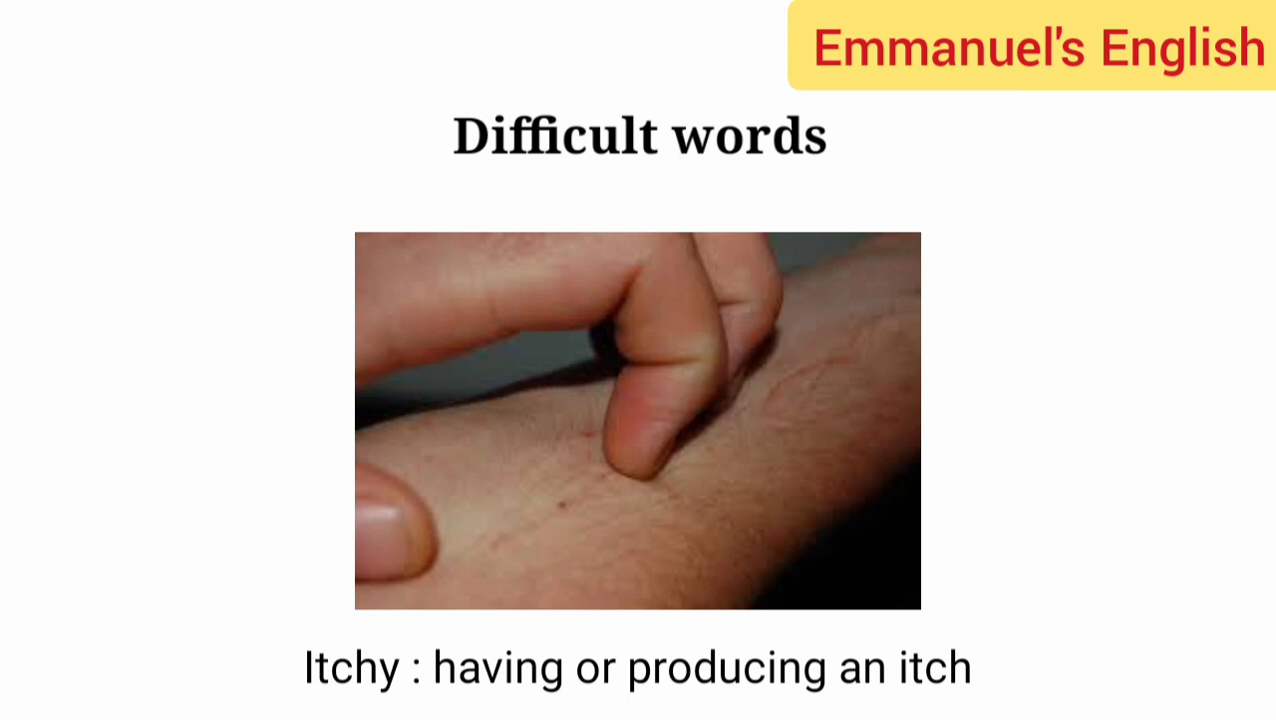 Emmanuel's English
Difficult words
Itchy : having or producing an itch